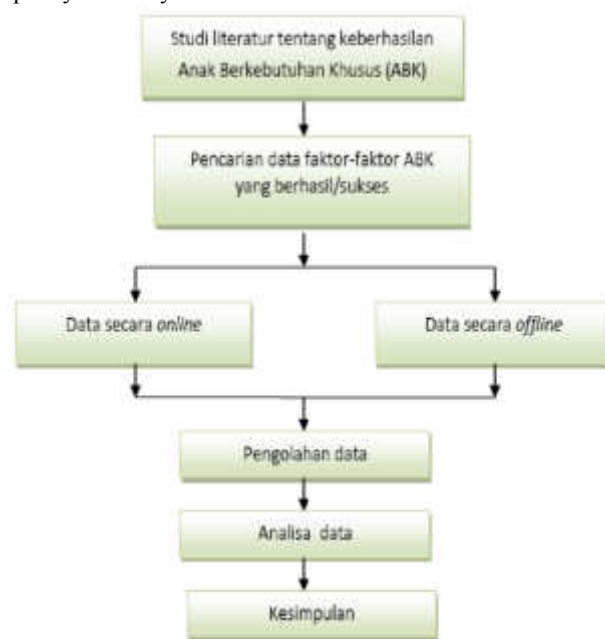 Studi literatur tentang keberhasilan
Anak Berkebutuhan Khusus (ABK)
Pencarian data faktor-faktor ABK
yang berhasil/sukses
Data secara online
Data secara offline
Pengolahan data
Analisa data
Kesimpulan